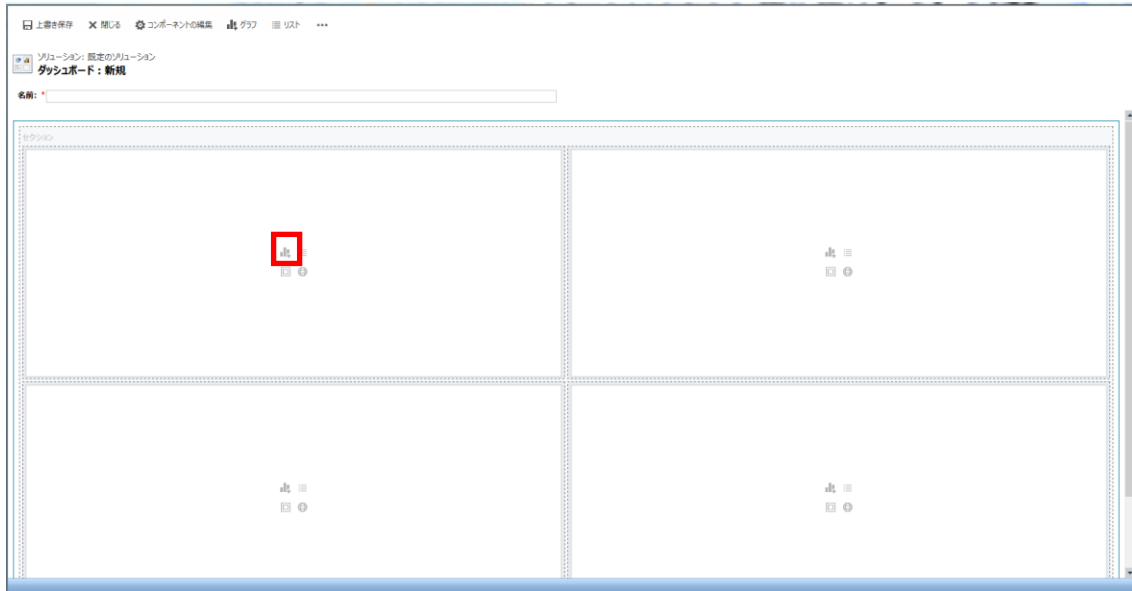 上書き保存 閉じる コンポーネントの編集 グラフ リスト •••
ソリューション: 既定のソリューション
ダッシュボード：新規
名前: *
セクション